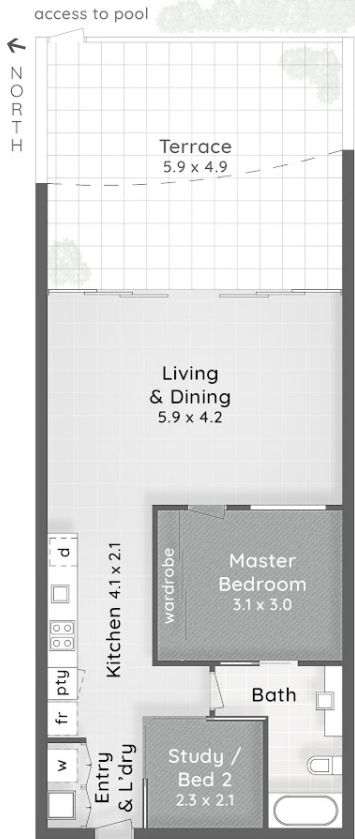 access to pool
NORTH
Terrace
5.9 x 4.9
Living
& Dining
5.9 x 4.2
d
Kitchen 4.1 x 2.1
wardrobe
Master
Bedroom
3.1 x 3.0
pty
fr
Bath
w
Entry
& L'dry
Study /
Bed 2
2.3 x 2.1